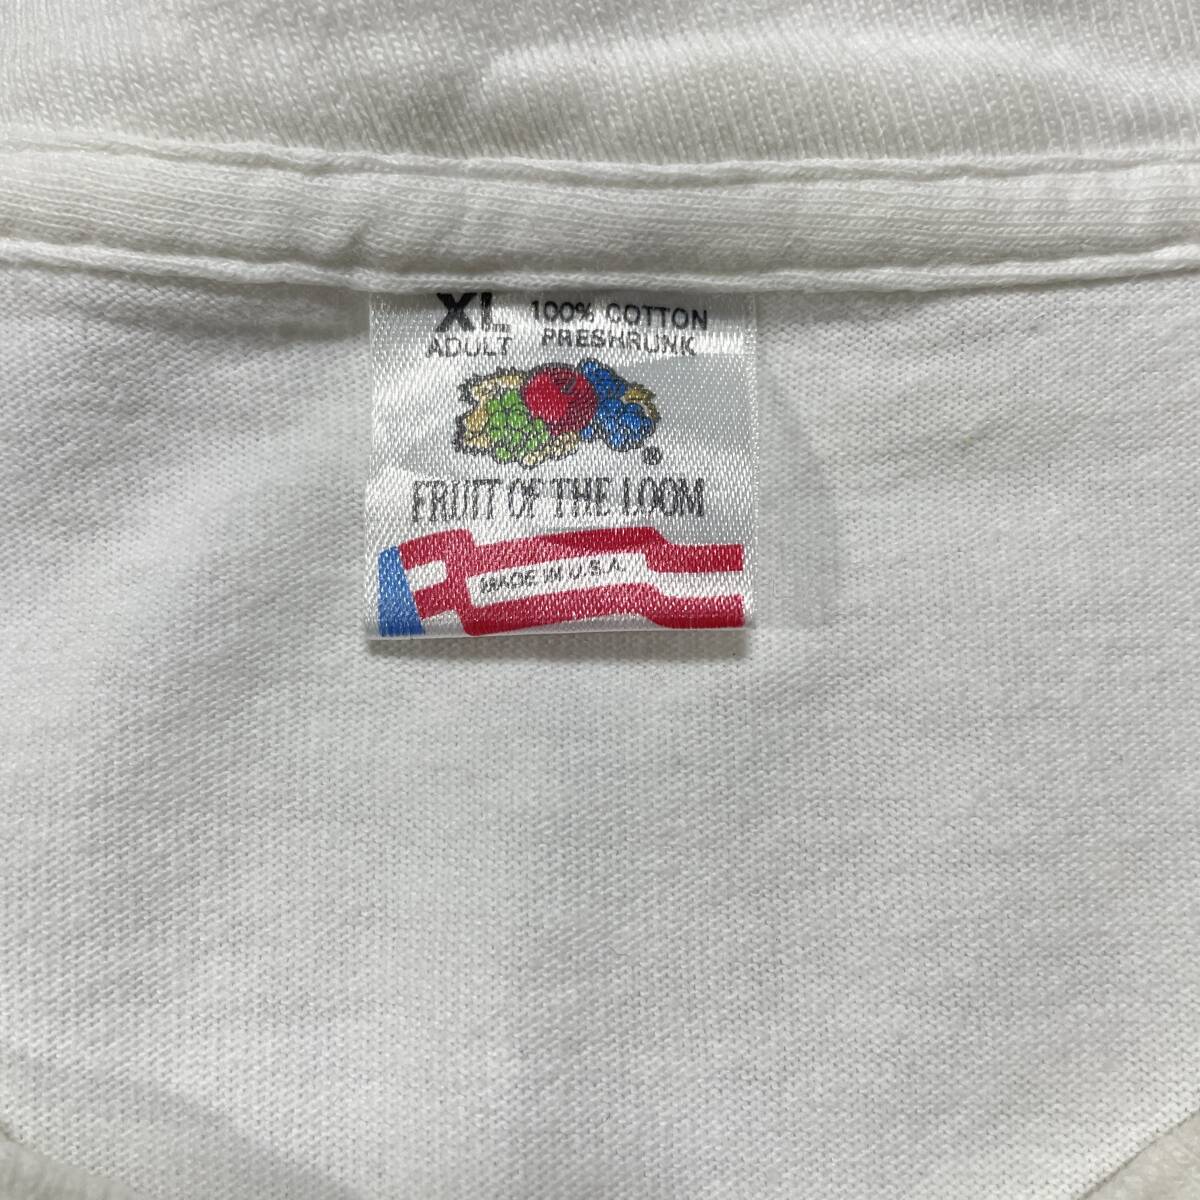 XL 100% COTTON
ADULT PRESHRUNK
®
FRUIT OF THE LOOM
MADE IN U.S.A.